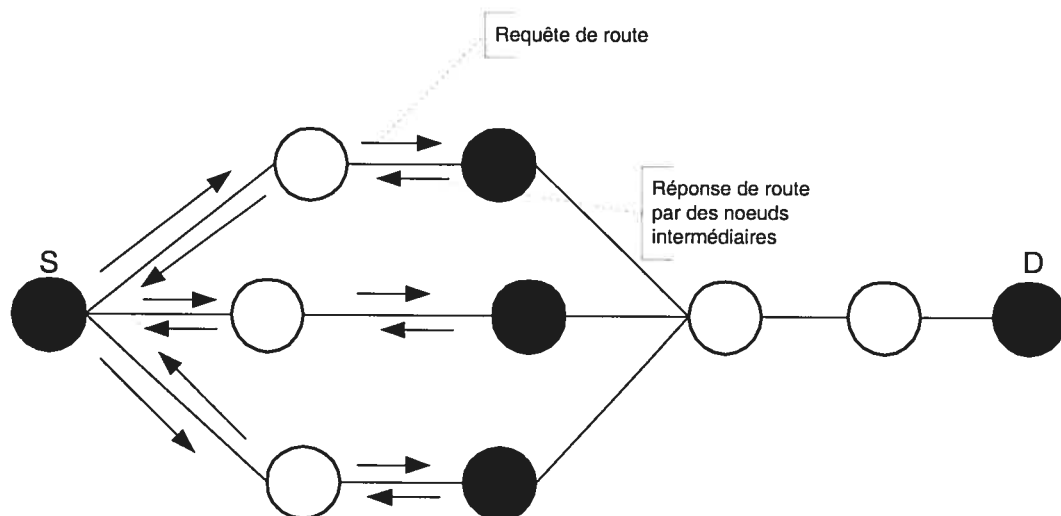 Requête de route
Réponse de route
par des noeuds
intermédiaires
S
D